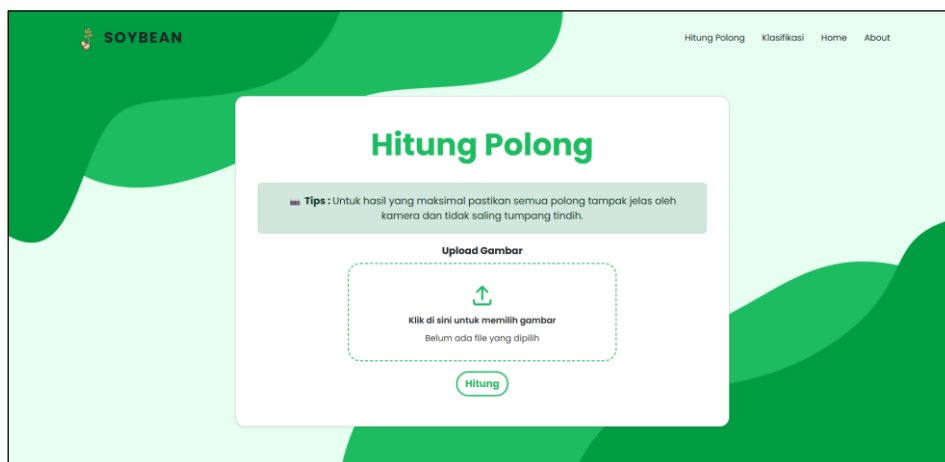 SOYBEAN
Hitung Polong Klasifikasi Home About
Hitung Polong
Tips : Untuk hasil yang maksimal pastikan semua polong tampak jelas oleh
kamera dan tidak saling tumpang tindih.
Upload Gambar
Klik di sini untuk memilih gambar
Belum ada file yang dipilih
Hitung